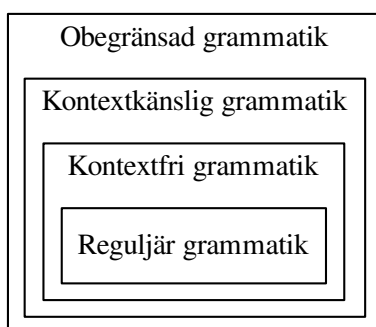 Obegränsad grammatik
Kontextkänslig grammatik
Kontextfri grammatik
Reguljär grammatik